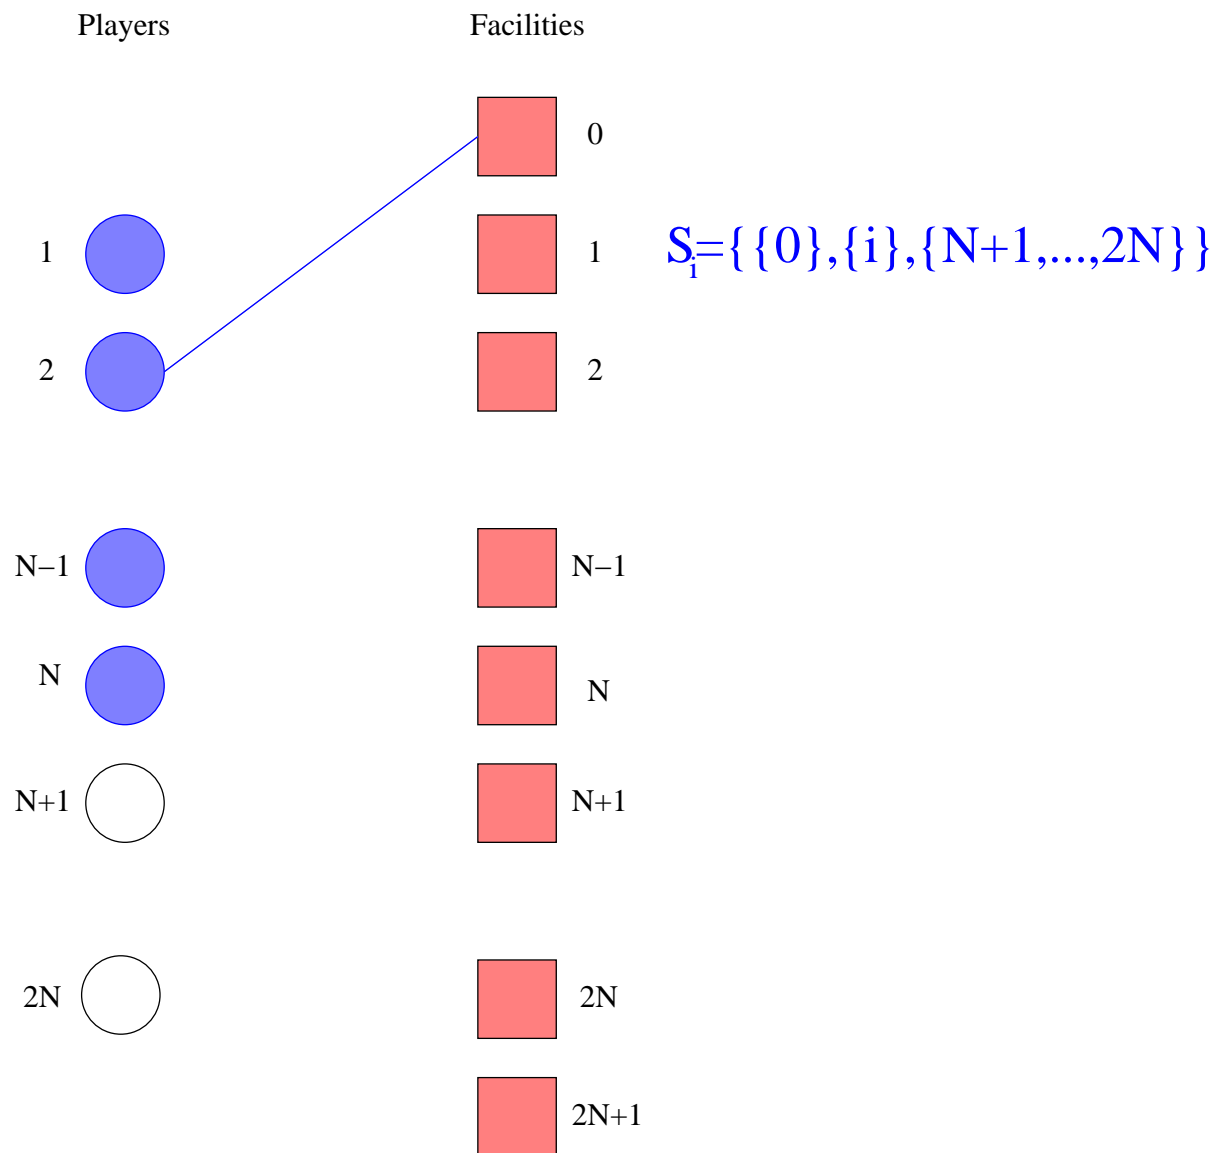 Players Facilities
0
1 1 S_i={{0},{i},{N+1,...,2N}}
2 2
N–1 N–1
N N
N+1 N+1
2N 2N
2N+1